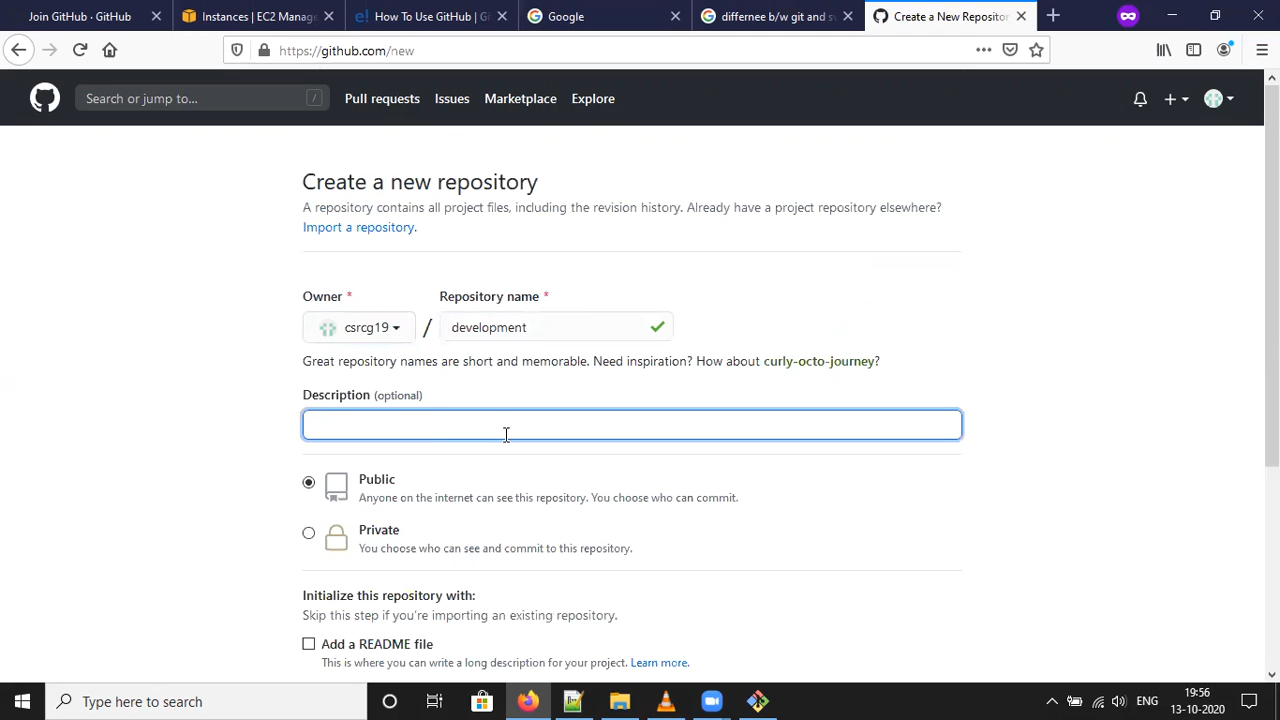 Join GitHub · GitHub
Instances | EC2 Manage
How To Use GitHub | Gi
Google
differnee b/w git and sv
Create a New Repositor
https://github.com/new
Search or jump to...
/
Pull requests
Issues
Marketplace
Explore
Create a new repository
A repository contains all project files, including the revision history. Already have a project repository elsewhere?
Import a repository.
Owner *
Repository name *
csrcg19
/
development
Great repository names are short and memorable. Need inspiration? How about curly-octo-journey?
Description (optional)
Public
Anyone on the internet can see this repository. You choose who can commit.
Private
You choose who can see and commit to this repository.
Initialize this repository with:
Skip this step if you're importing an existing repository.
Add a README file
This is where you can write a long description for your project. Learn more.
Type here to search
ENG
19:56
13-10-2020